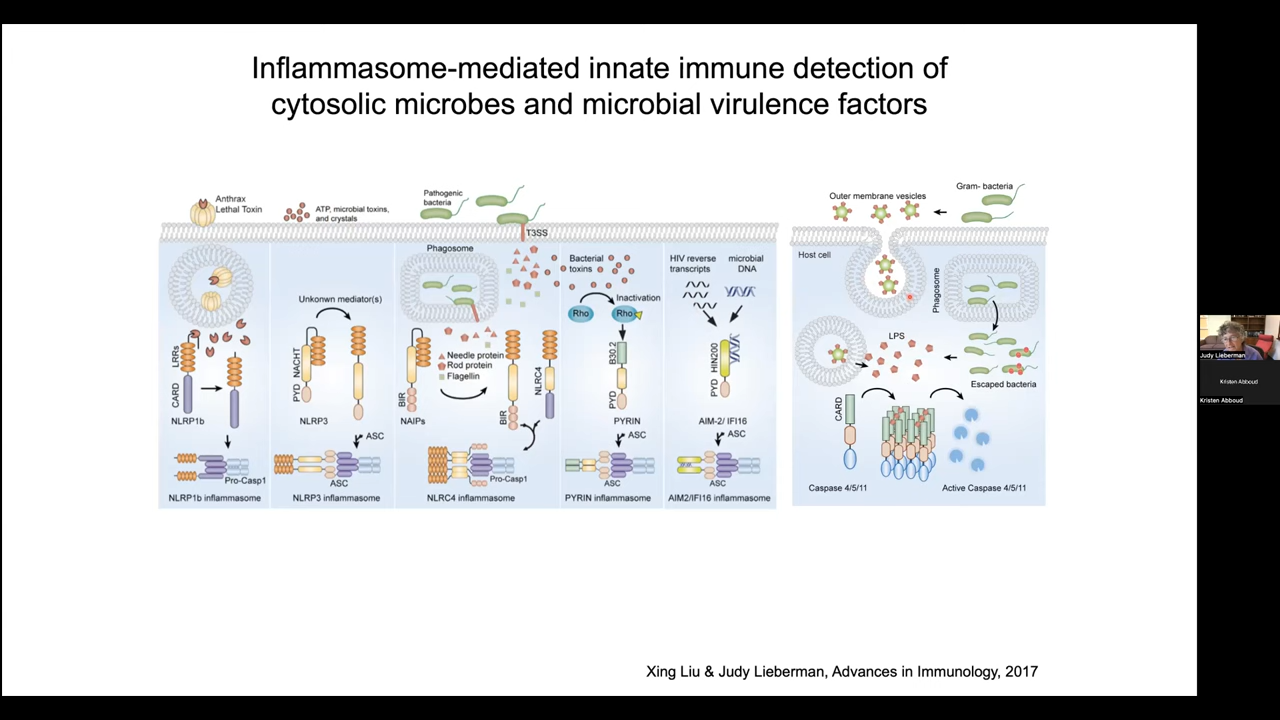 Inflammasome-mediated innate immune detection of
cytosolic microbes and microbial virulence factors
Anthrax
Lethal Toxin
ATP, microbial toxins,
and crystals
Pathogenic
bacteria
T3SS
Phagosome
Bacterial
toxins
HIV reverse
transcripts
microbial
DNA
Unkonwn mediator(s)
Inactivation
Rho
Rho
LRRs
CARD
NACHT
PYD
BIR
Needle protein
Rod protein
Flagellin
BIR
NLRC4
B30.2
PYD
HIN200
PYD
NLRP1b
NLRP3
NAIPs
PYRIN
AIM-2/ IFI16
ASC
ASC
ASC
Pro-Casp1
ASC
Pro-Casp1
ASC
ASC
NLRP1b inflammasome
NLRP3 inflammasome
NLRC4 inflammasome
PYRIN inflammasome
AIM2/IFI16 inflammasome
Outer membrane vesicles
Gram- bacteria
Host cell
Phagosome
LPS
Escaped bacteria
CARD
Caspase 4/5/11
Active Caspase 4/5/11
Xing Liu & Judy Lieberman, Advances in Immunology, 2017
Judy Lieberman
Kristen Abboud
Kristen Abboud